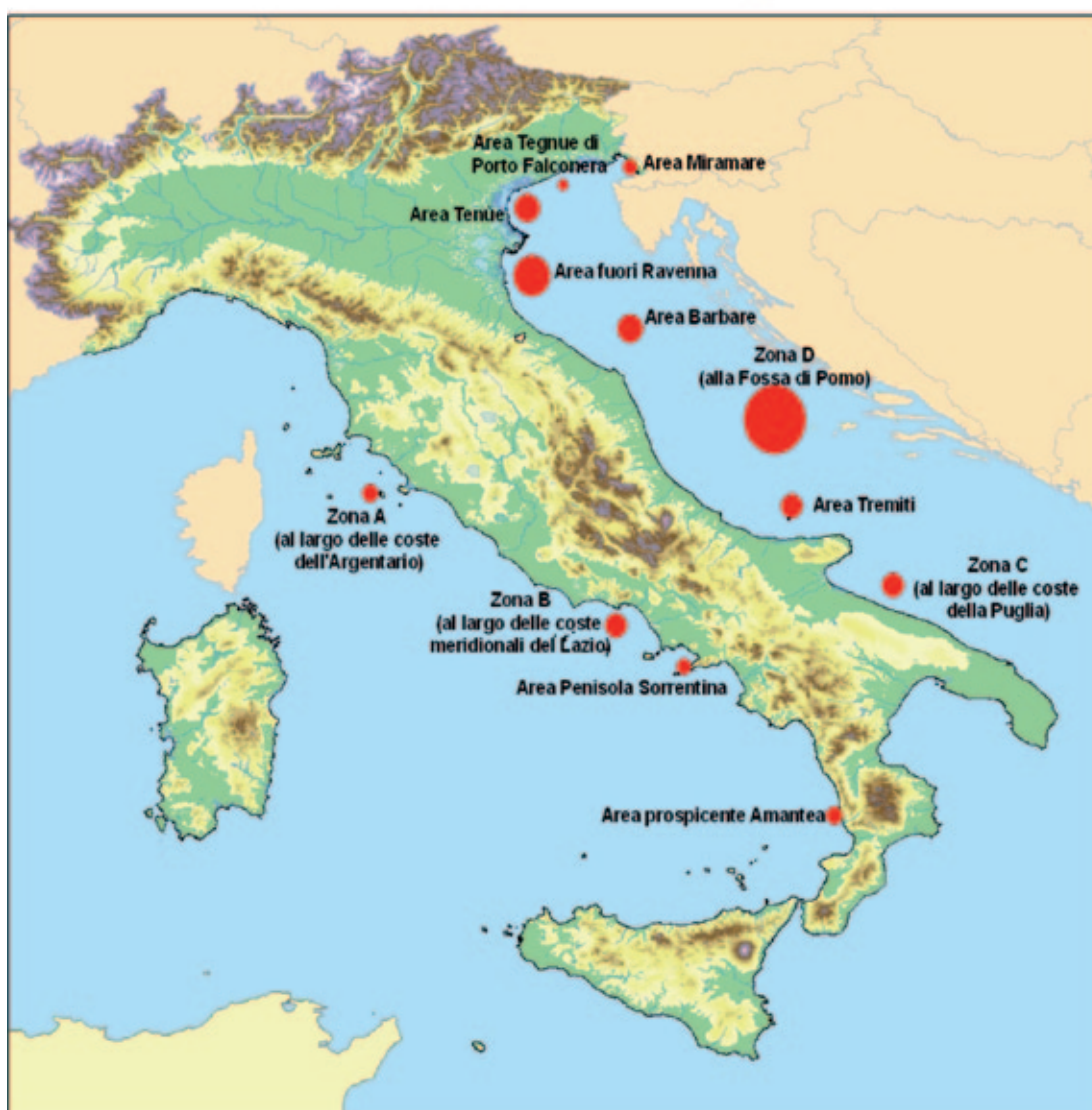 Area Tegnue di
Porto Falconera
Area Miramare
Area Tenue
Area fuori Ravenna
Area Barbare
Zona D
(alla Fossa di Pomo)
Area Tremiti
Zona A
(al largo delle coste
dell'Argentario)
Zona C
(al largo delle coste
della Puglia)
Zona B
(al largo delle coste
meridionali del Lazio)
Area Penisola Sorrentina
Area prospicente Amantea